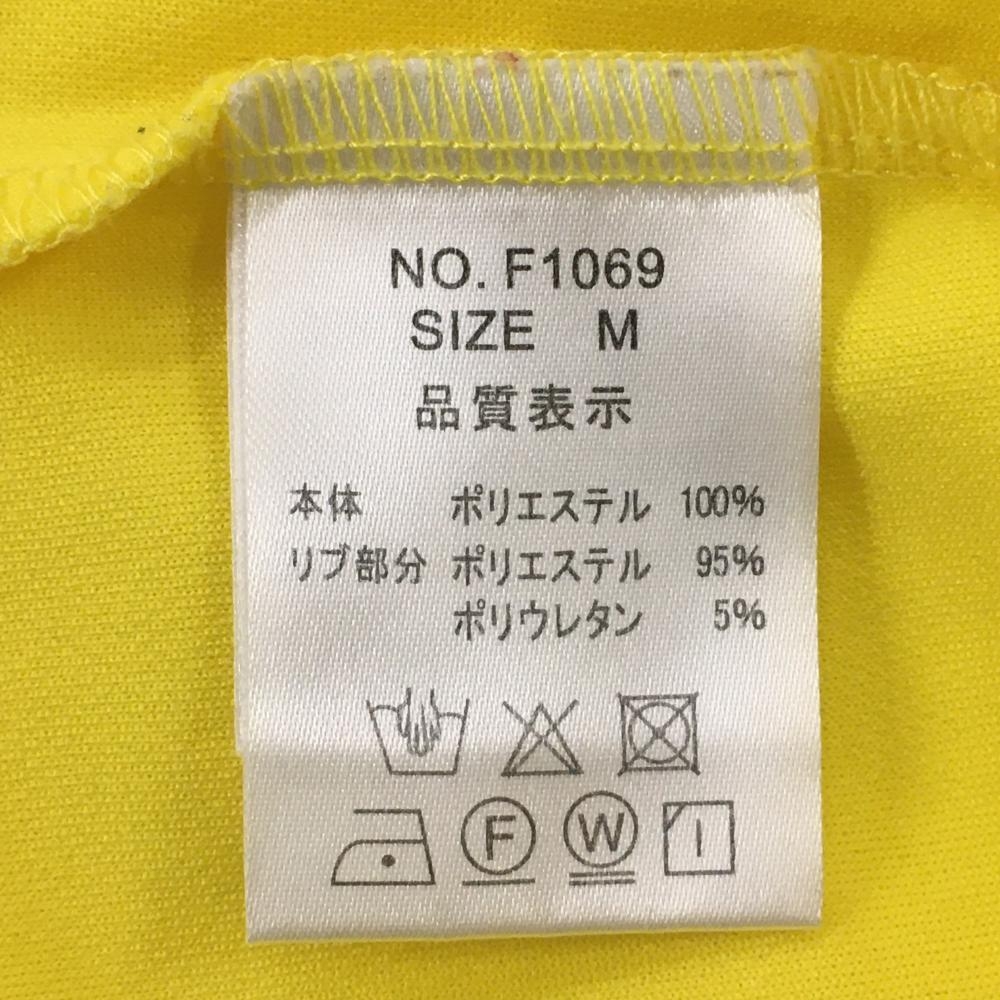 NO. F1069
SIZE M
品質表示
本体 ポリエステル 100%
リブ部分 ポリエステル 95%
ポリウレタン 5%
F W